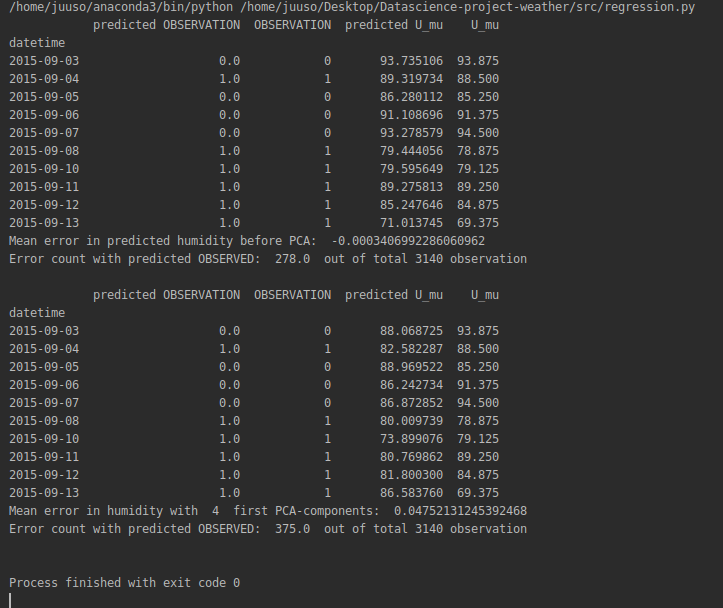 /home/juuso/anaconda3/bin/python /home/juuso/Desktop/Datascience-project-weather/src/regression.py
predicted OBSERVATION  OBSERVATION  predicted U_mu    U_mu
datetime
2015-09-03                    0.0            0       93.735106  93.875
2015-09-04                    1.0            1       89.319734  88.500
2015-09-05                    0.0            0       86.280112  85.250
2015-09-06                    0.0            0       91.108696  91.375
2015-09-07                    0.0            0       93.278579  94.500
2015-09-08                    1.0            1       79.444056  78.875
2015-09-10                    1.0            1       79.595649  79.125
2015-09-11                    1.0            1       89.275813  89.250
2015-09-12                    1.0            1       85.247646  84.875
2015-09-13                    1.0            1       71.013745  69.375
Mean error in predicted humidity before PCA:  -0.0003406992286060962
Error count with predicted OBSERVED:  278.0  out of total 3140 observation
predicted OBSERVATION  OBSERVATION  predicted U_mu    U_mu
datetime
2015-09-03                    0.0            0       88.068725  93.875
2015-09-04                    1.0            1       82.582287  88.500
2015-09-05                    0.0            0       88.969522  85.250
2015-09-06                    0.0            0       86.242734  91.375
2015-09-07                    0.0            0       86.872852  94.500
2015-09-08                    1.0            1       80.009739  78.875
2015-09-10                    1.0            1       73.899076  79.125
2015-09-11                    1.0            1       80.769862  89.250
2015-09-12                    1.0            1       81.800300  84.875
2015-09-13                    1.0            1       86.583760  69.375
Mean error in humidity with  4  first PCA-components:  0.04752131245392468
Error count with predicted OBSERVED:  375.0  out of total 3140 observation
Process finished with exit code 0